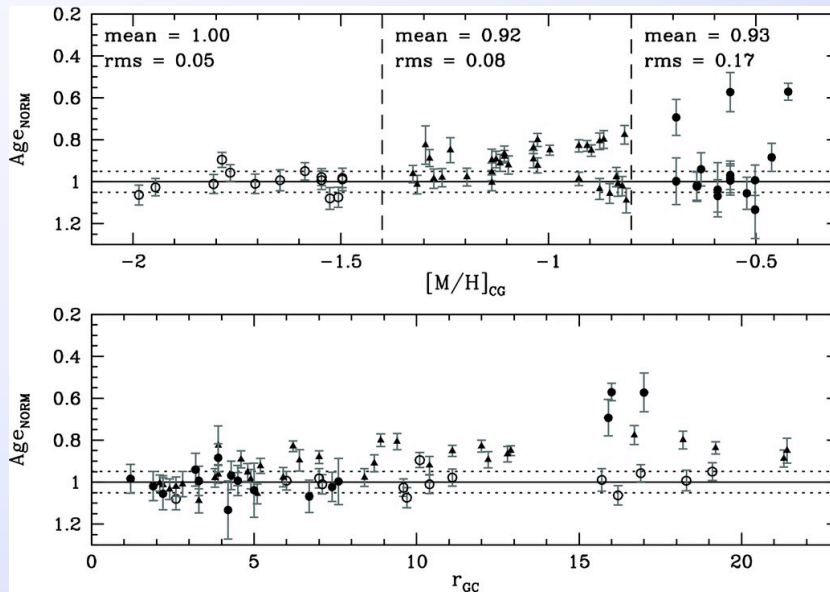 mean = 1.00
rms = 0.05
mean = 0.92
rms = 0.08
mean = 0.93
rms = 0.17
Age_NORM
0.2
0.4
0.6
0.8
1
1.2
-2
-1.5
-1
-0.5
[M/H]_CG
Age_NORM
0.2
0.4
0.6
0.8
1
1.2
0
5
10
15
20
r_GC